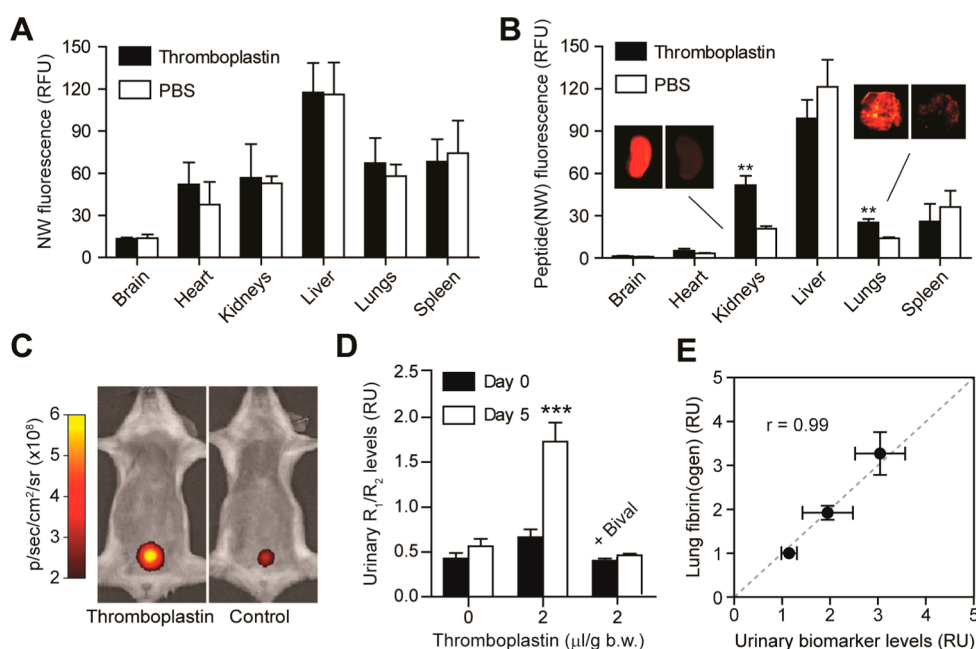 A
NW fluorescence (RFU)
150
120
90
60
30
0
Thromboplastin
PBS
Brain
Heart
Kidneys
Liver
Lungs
Spleen
B
Peptide(NW) fluorescence (RFU)
150
120
90
60
30
0
Thromboplastin
PBS
**
**
Brain
Heart
Kidneys
Liver
Lungs
Spleen
C
p/sec/cm²/sr (x10⁸)
6
5
4
3
2
Thromboplastin
Control
D
Urinary R₁/R₂ levels (RU)
2.5
2.0
1.5
1.0
0.5
0.0
Day 0
Day 5
***
+ Bival
0
2
2
Thromboplastin (μl/g b.w.)
E
Lung fibrin(ogen) (RU)
5
4
3
2
1
0
r = 0.99
0
1
2
3
4
5
Urinary biomarker levels (RU)